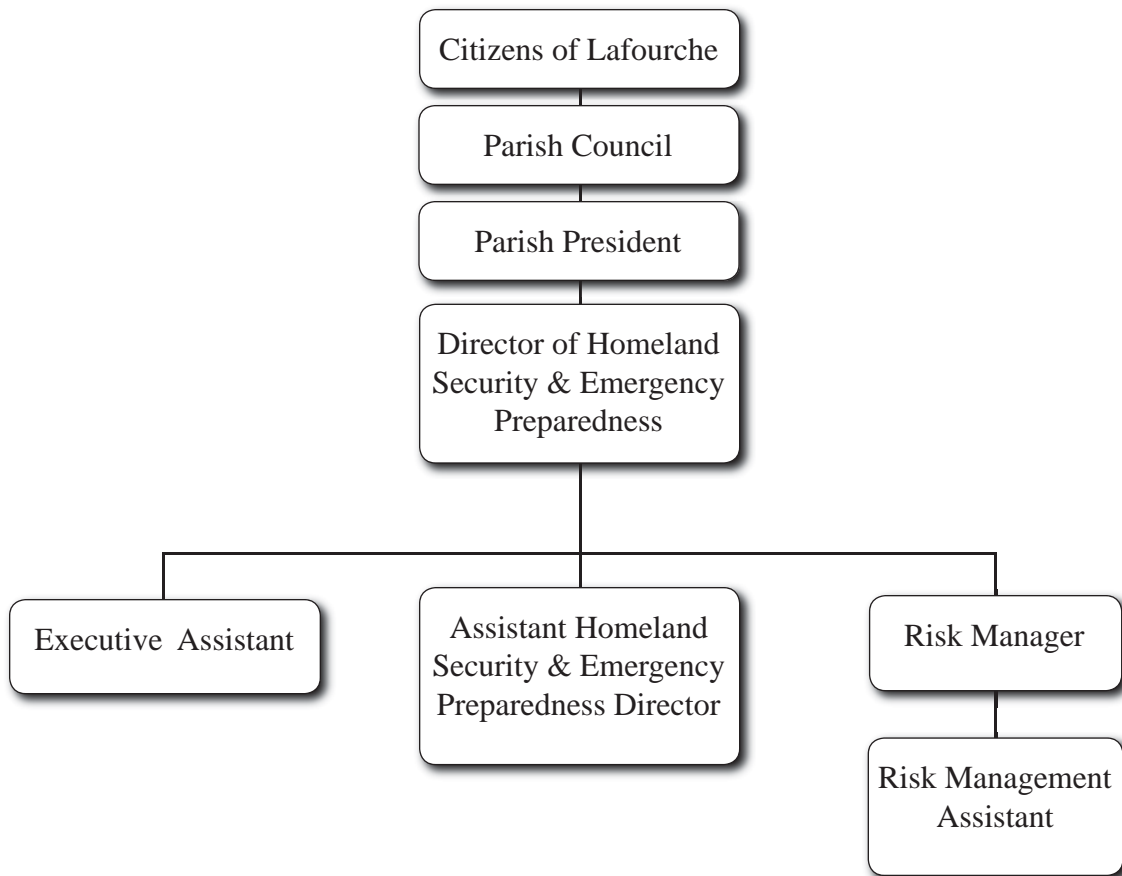 Citizens of Lafourche
Parish Council
Parish President
Director of Homeland
Security & Emergency
Preparedness
Executive Assistant
Assistant Homeland
Security & Emergency
Preparedness Director
Risk Manager
Risk Management
Assistant